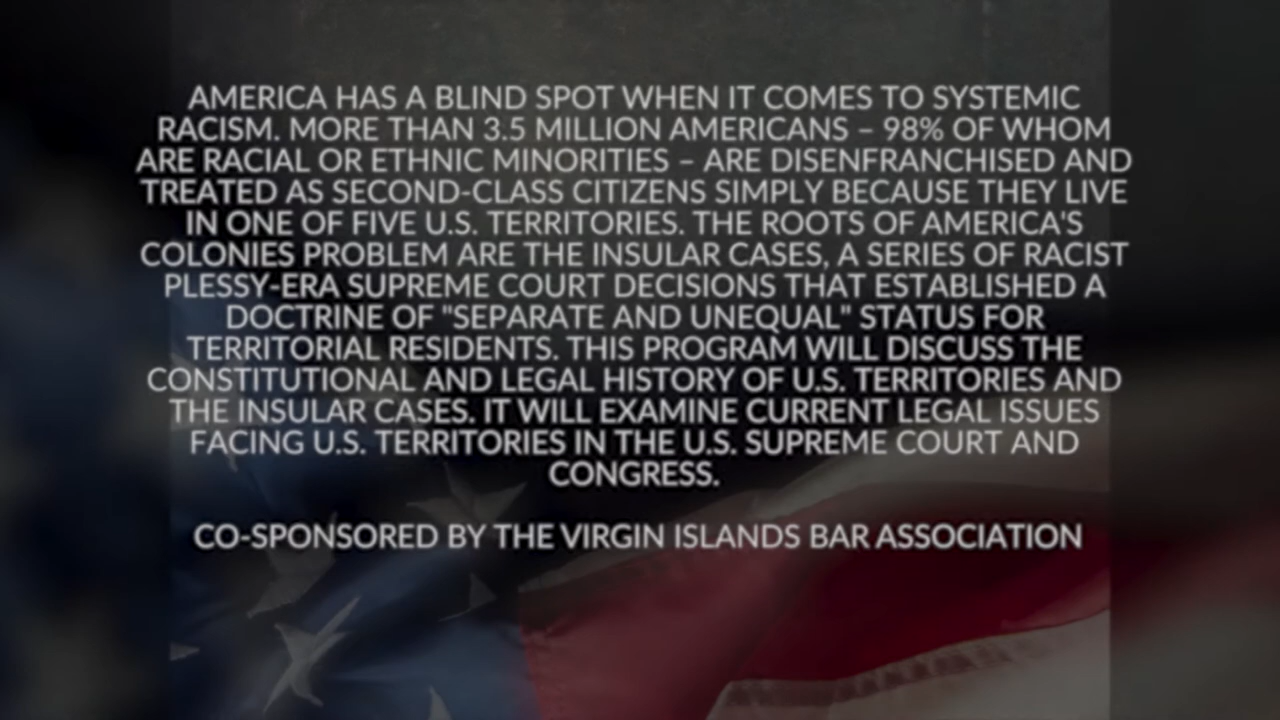 AMERICA HAS A BLIND SPOT WHEN IT COMES TO SYSTEMIC
RACISM. MORE THAN 3.5 MILLION AMERICANS – 98% OF WHOM
ARE RACIAL OR ETHNIC MINORITIES – ARE DISENFRANCHISED AND
TREATED AS SECOND-CLASS CITIZENS SIMPLY BECAUSE THEY LIVE
IN ONE OF FIVE U.S. TERRITORIES. THE ROOTS OF AMERICA'S
COLONIES PROBLEM ARE THE INSULAR CASES, A SERIES OF RACIST
PLESSY-ERA SUPREME COURT DECISIONS THAT ESTABLISHED A
DOCTRINE OF "SEPARATE AND UNEQUAL" STATUS FOR
TERRITORIAL RESIDENTS. THIS PROGRAM WILL DISCUSS THE
CONSTITUTIONAL AND LEGAL HISTORY OF U.S. TERRITORIES AND
THE INSULAR CASES. IT WILL EXAMINE CURRENT LEGAL ISSUES
FACING U.S. TERRITORIES IN THE U.S. SUPREME COURT AND
CONGRESS.
CO-SPONSORED BY THE VIRGIN ISLANDS BAR ASSOCIATION